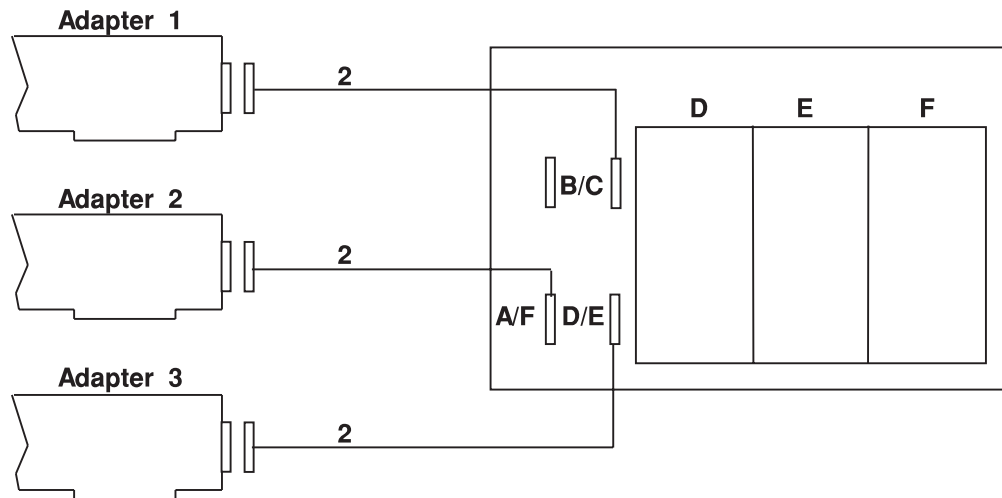 Adapter 1
2
D E F
B/C
Adapter 2
2
A/F D/E
Adapter 3
2